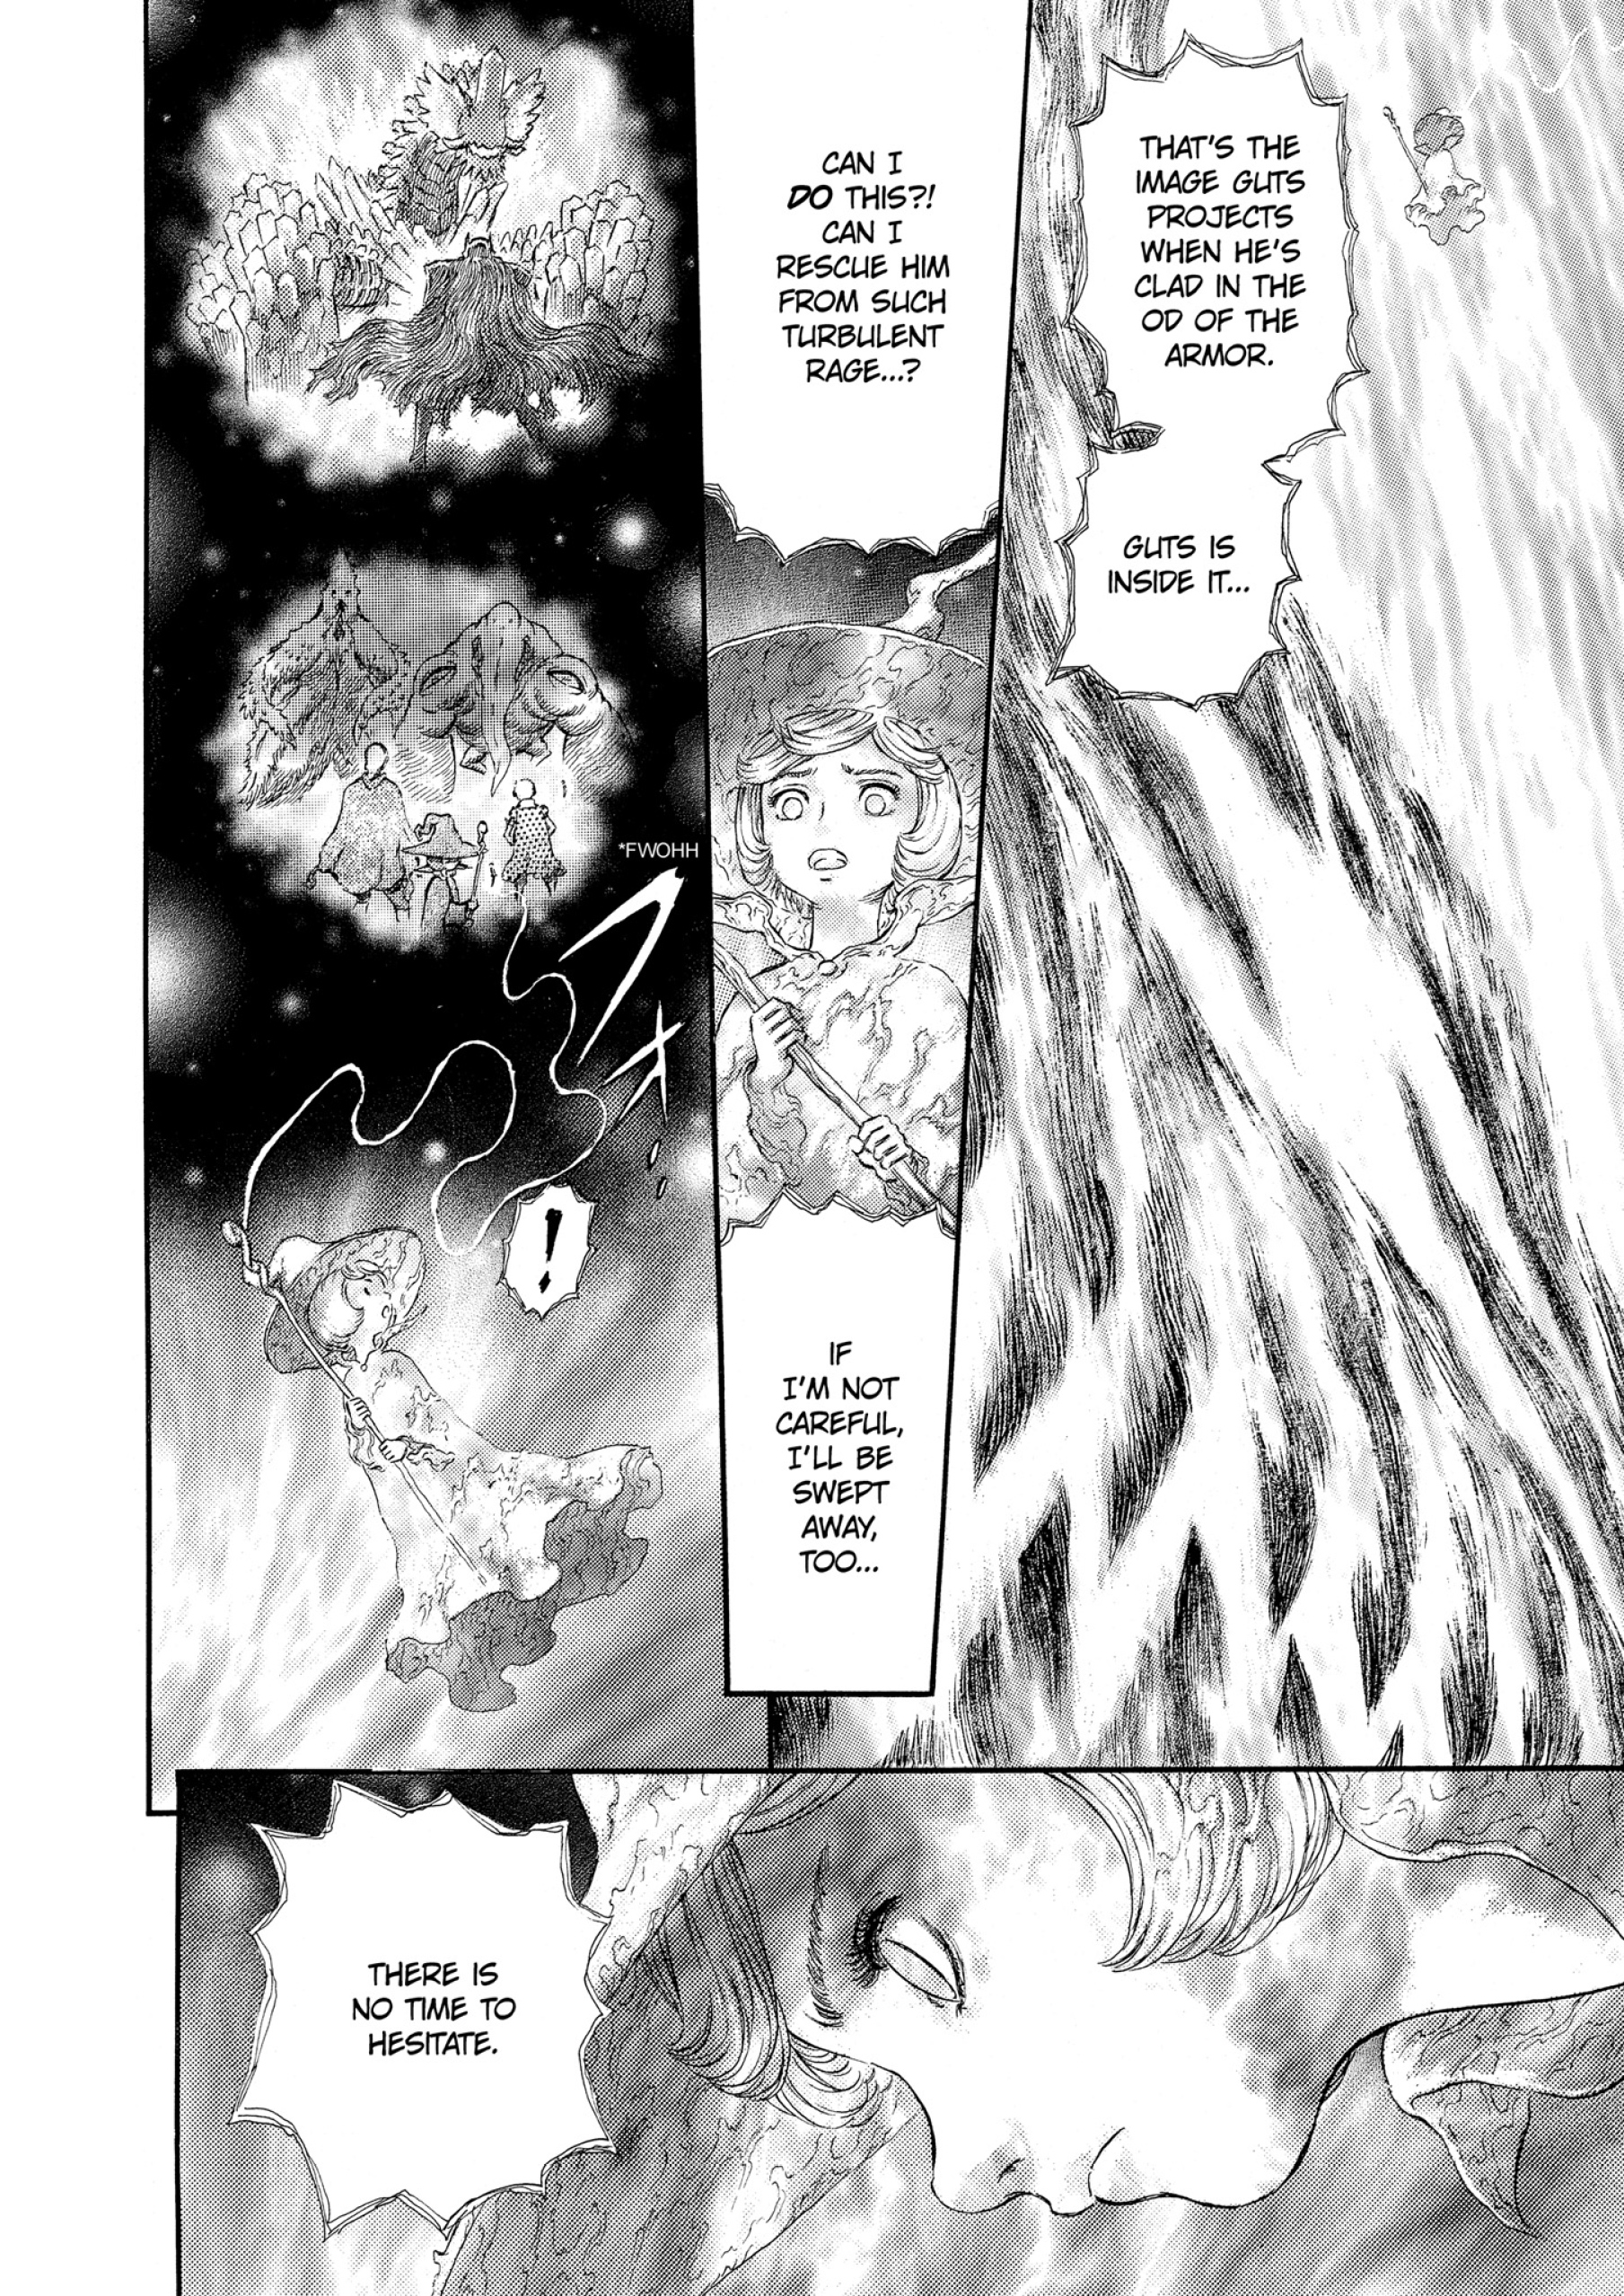 THAT'S THE
IMAGE GUTS
PROJECTS
WHEN HE'S
CLAD IN THE
OD OF THE
ARMOR.
GUTS IS
INSIDE IT...
CAN I
DO THIS?!
CAN I
RESCUE HIM
FROM SUCH
TURBULENT
RAGE...?
IF
I'M NOT
CAREFUL,
I'LL BE
SWEPT
AWAY,
TOO...
*FWOHH
フォ
!
THERE IS
NO TIME TO
HESITATE.